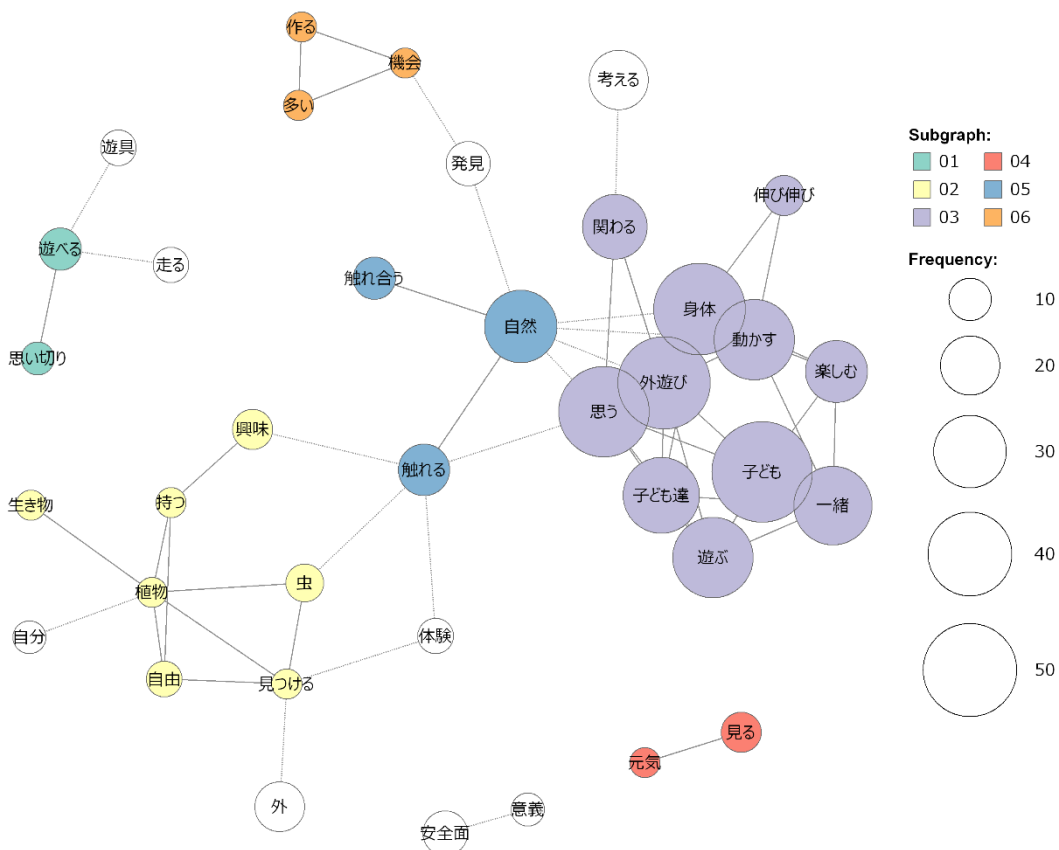 作る
機会
多い
考える
遊具
発見
伸び伸び
関わる
遊べる
走る
触れ合う
自然
身体
動かす
思い切り
外遊び
楽しむ
思う
興味
触れる
子ども
子ども達
一緒
生き物
持つ
遊ぶ
虫
植物
自分
体験
自由
見つける
見る
元気
外
意義
安全面
Subgraph:
01 04
02 05
03 06
Frequency:
10
20
30
40
50